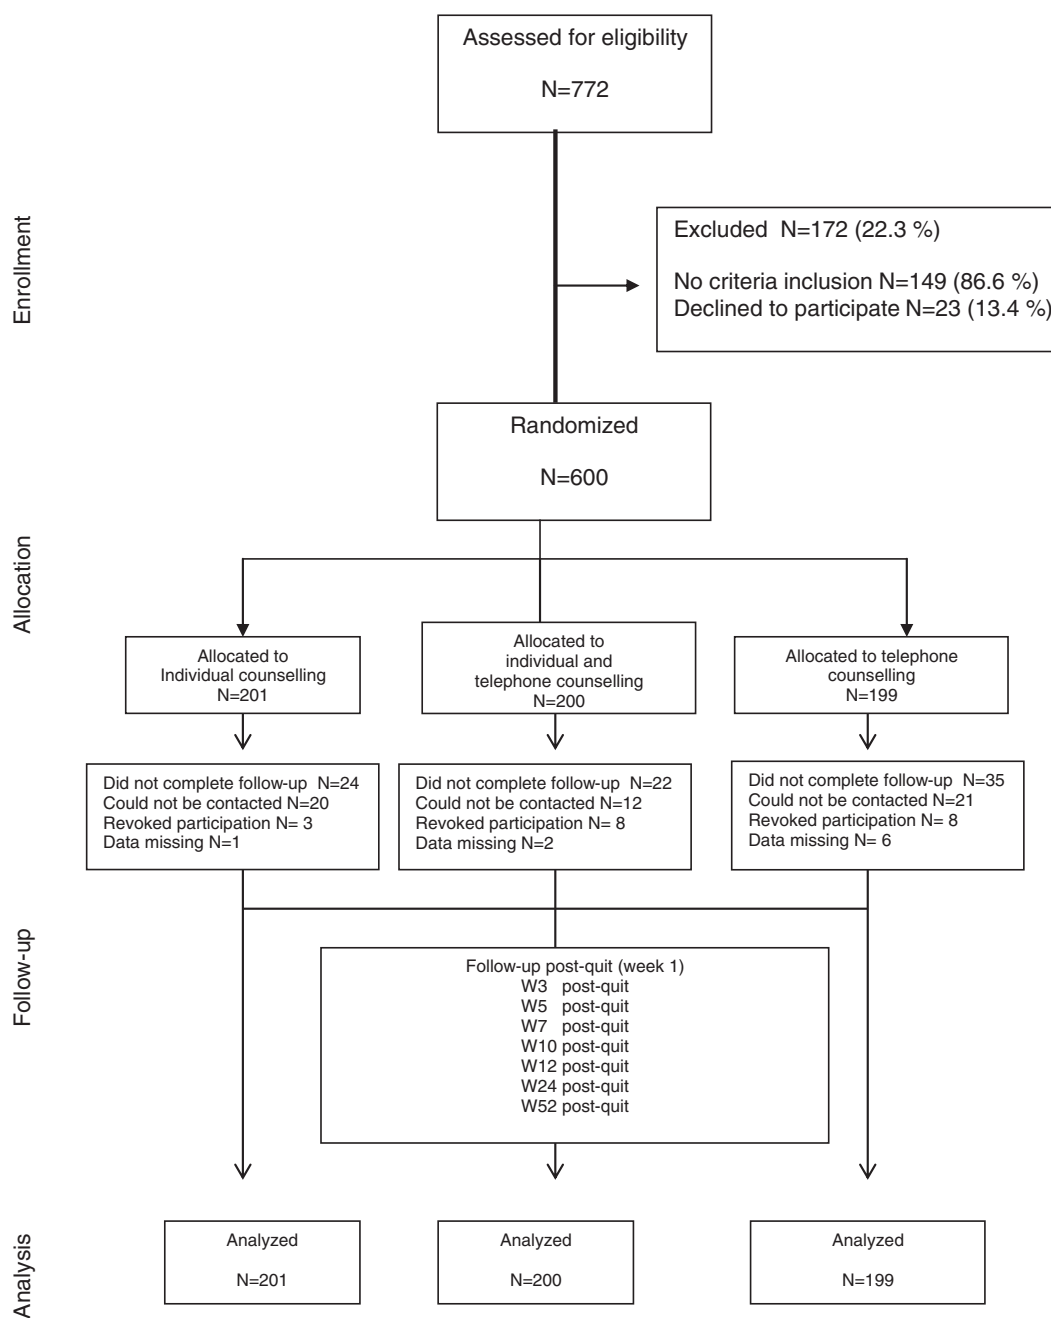 Assessed for eligibility
N=772
Enrollment
Excluded N=172 (22.3 %)
No criteria inclusion N=149 (86.6 %)
Declined to participate N=23 (13.4 %)
Randomized
N=600
Allocation
Allocated to
Individual counselling
N=201
Allocated to
individual and
telephone counselling
N=200
Allocated to telephone
counselling
N=199
Did not complete follow-up N=24
Could not be contacted N=20
Revoked participation N= 3
Data missing N=1
Did not complete follow-up N=22
Could not be contacted N=12
Revoked participation N= 8
Data missing N=2
Did not complete follow-up N=35
Could not be contacted N=21
Revoked participation N= 8
Data missing N= 6
Follow-up
Follow-up post-quit (week 1)
W3 post-quit
W5 post-quit
W7 post-quit
W10 post-quit
W12 post-quit
W24 post-quit
W52 post-quit
Analysis
Analyzed
N=201
Analyzed
N=200
Analyzed
N=199